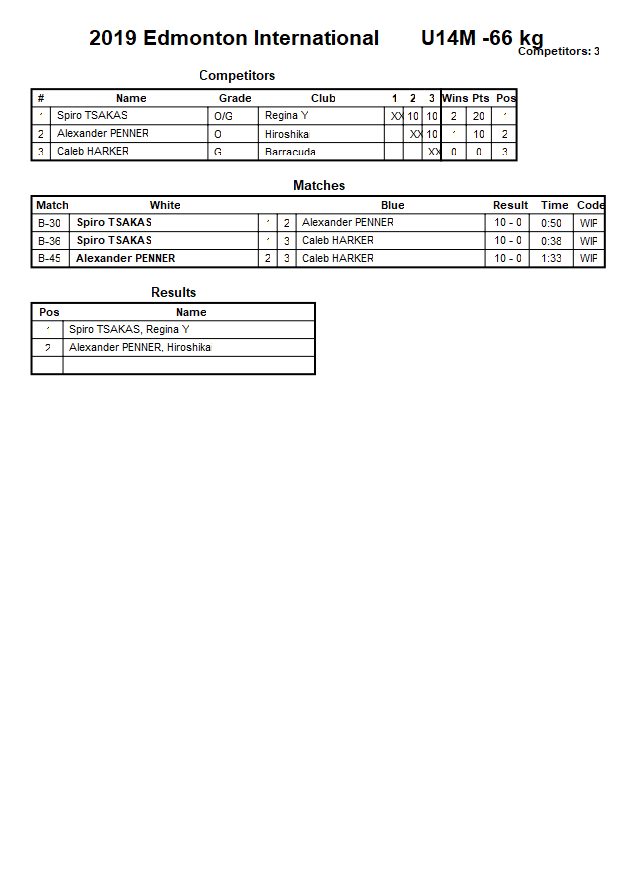 2019 Edmonton International U14M -66 kg
Competitors: 3
Competitors
# Name Grade Club 1 2 3 Wins Pts Pos
1 Spiro TSAKAS O/G Regina Y XX 10 10 2 20 1
2 Alexander PENNER O Hiroshika XX 10 1 10 2
3 Caleb HARKER G Barracuda XX 0 0 3
Matches
Match White Blue Result Time Code
B-30 Spiro TSAKAS 1 2 Alexander PENNER 10 - 0 0:50 WIP
B-36 Spiro TSAKAS 1 3 Caleb HARKER 10 - 0 0:38 WIP
B-45 Alexander PENNER 2 3 Caleb HARKER 10 - 0 1:33 WIP
Results
Pos Name
1 Spiro TSAKAS, Regina Y
2 Alexander PENNER, Hiroshika